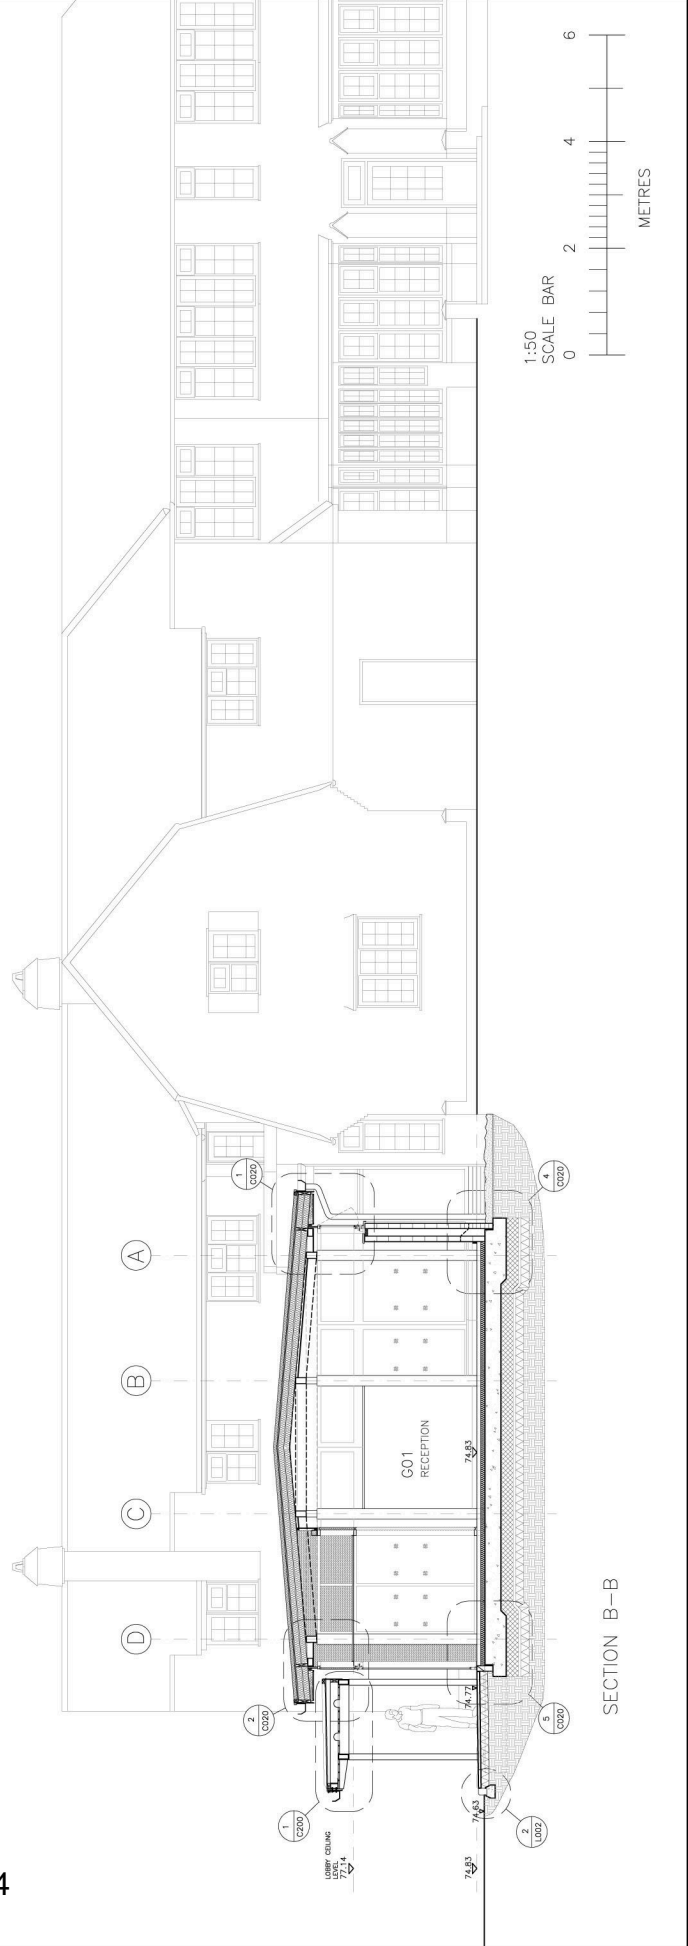 D
C
B
A
2
C020
1
C020
1
C200
LOBBY CEILING
LEVEL
77.14
G01
RECEPTION
74.83
74.83
74.63
74.77
2
L002
5
C020
4
C020
SECTION B–B
1:50
SCALE BAR
0
2
4
6
METRES
4